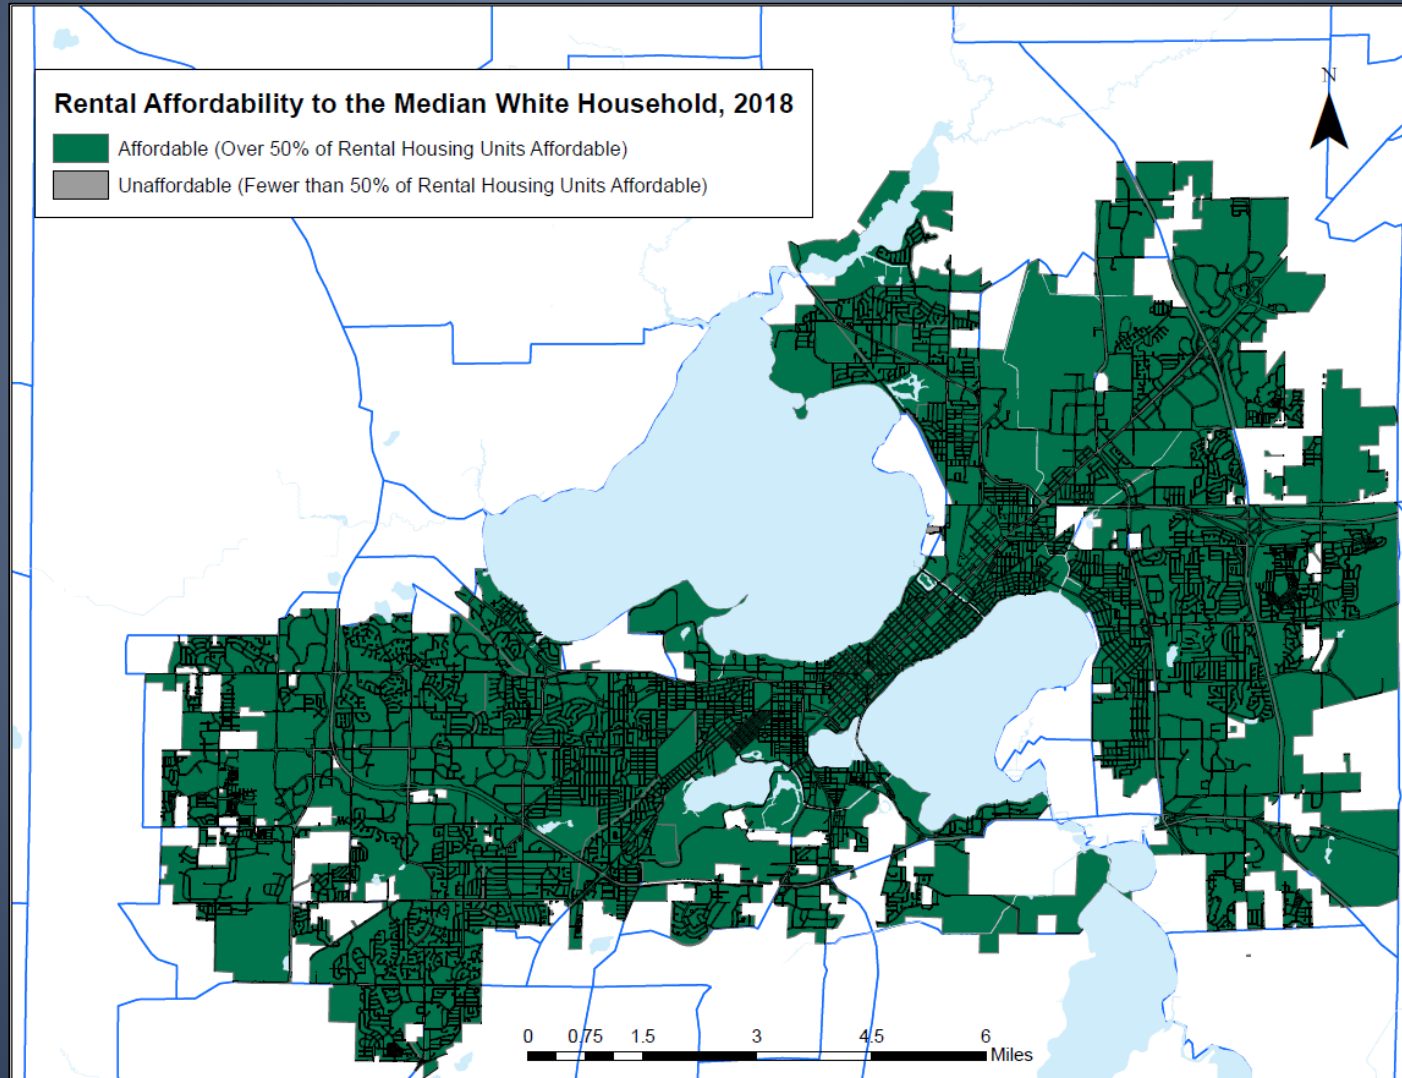 Rental Affordability to the Median White Household, 2018
Affordable (Over 50% of Rental Housing Units Affordable)
Unaffordable (Fewer than 50% of Rental Housing Units Affordable)
N
0 0.75 1.5 3 4.5 6
Miles